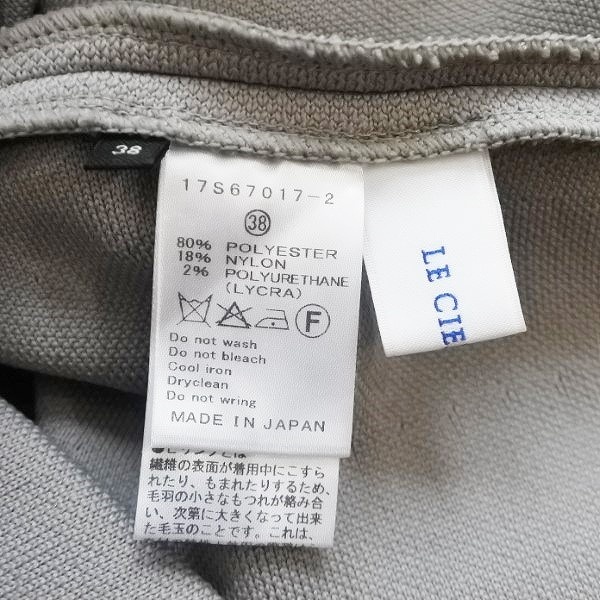 38
17S67017-2
38
80% POLYESTER
18% NYLON
2% POLYURETHANE
(LYCRA)
F
Do not wash
Do not bleach
Cool iron
Dryclean
Do not wring
MADE IN JAPAN
LE CIE
繊維の表面が着用中にこすら
れたり、もまれたりするため、
毛羽の小さなもつれが絡み合
い、次第に大きくなって出来
た毛玉のことです。これは、